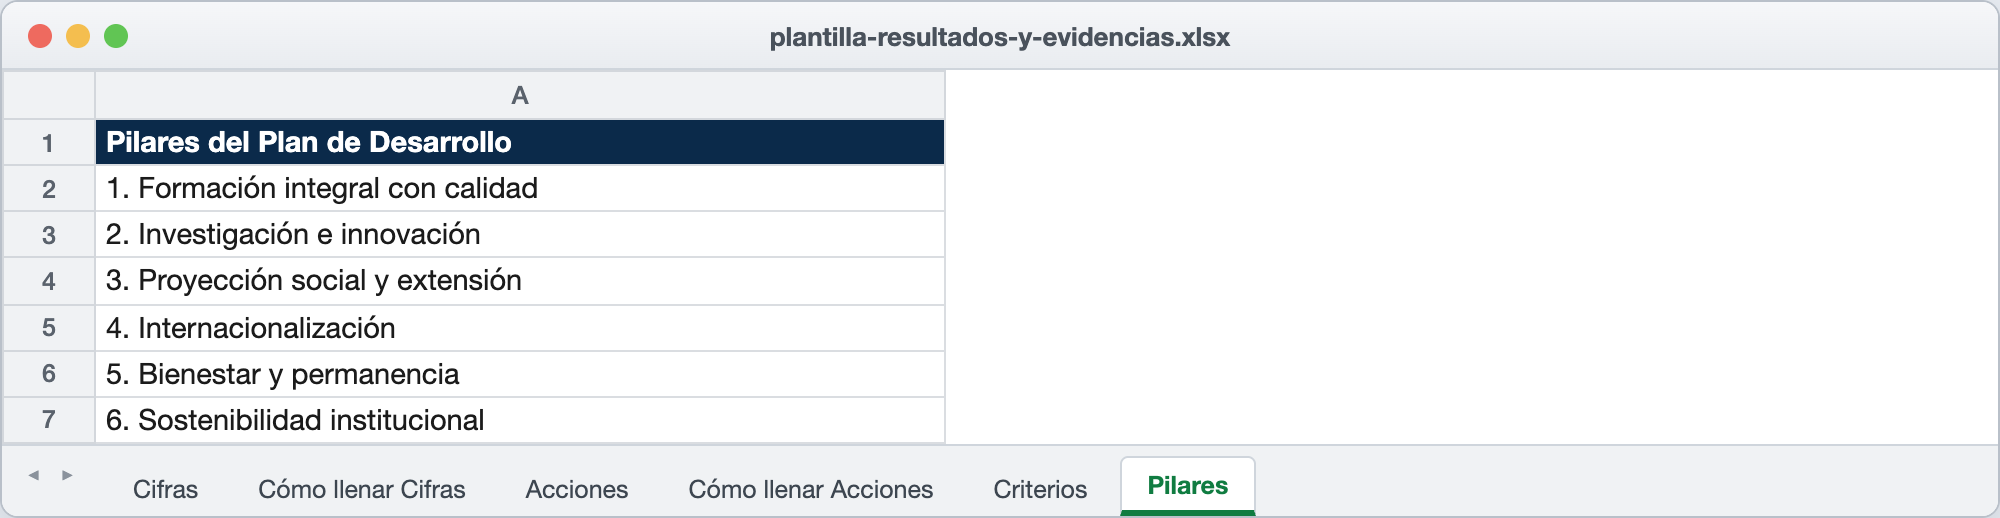 plantilla-resultados-y-evidencias.xlsx
A
1 Pilares del Plan de Desarrollo
2 1. Formación integral con calidad
3 2. Investigación e innovación
4 3. Proyección social y extensión
5 4. Internacionalización
6 5. Bienestar y permanencia
7 6. Sostenibilidad institucional
Cifras Cómo llenar Cifras Acciones Cómo llenar Acciones Criterios Pilares